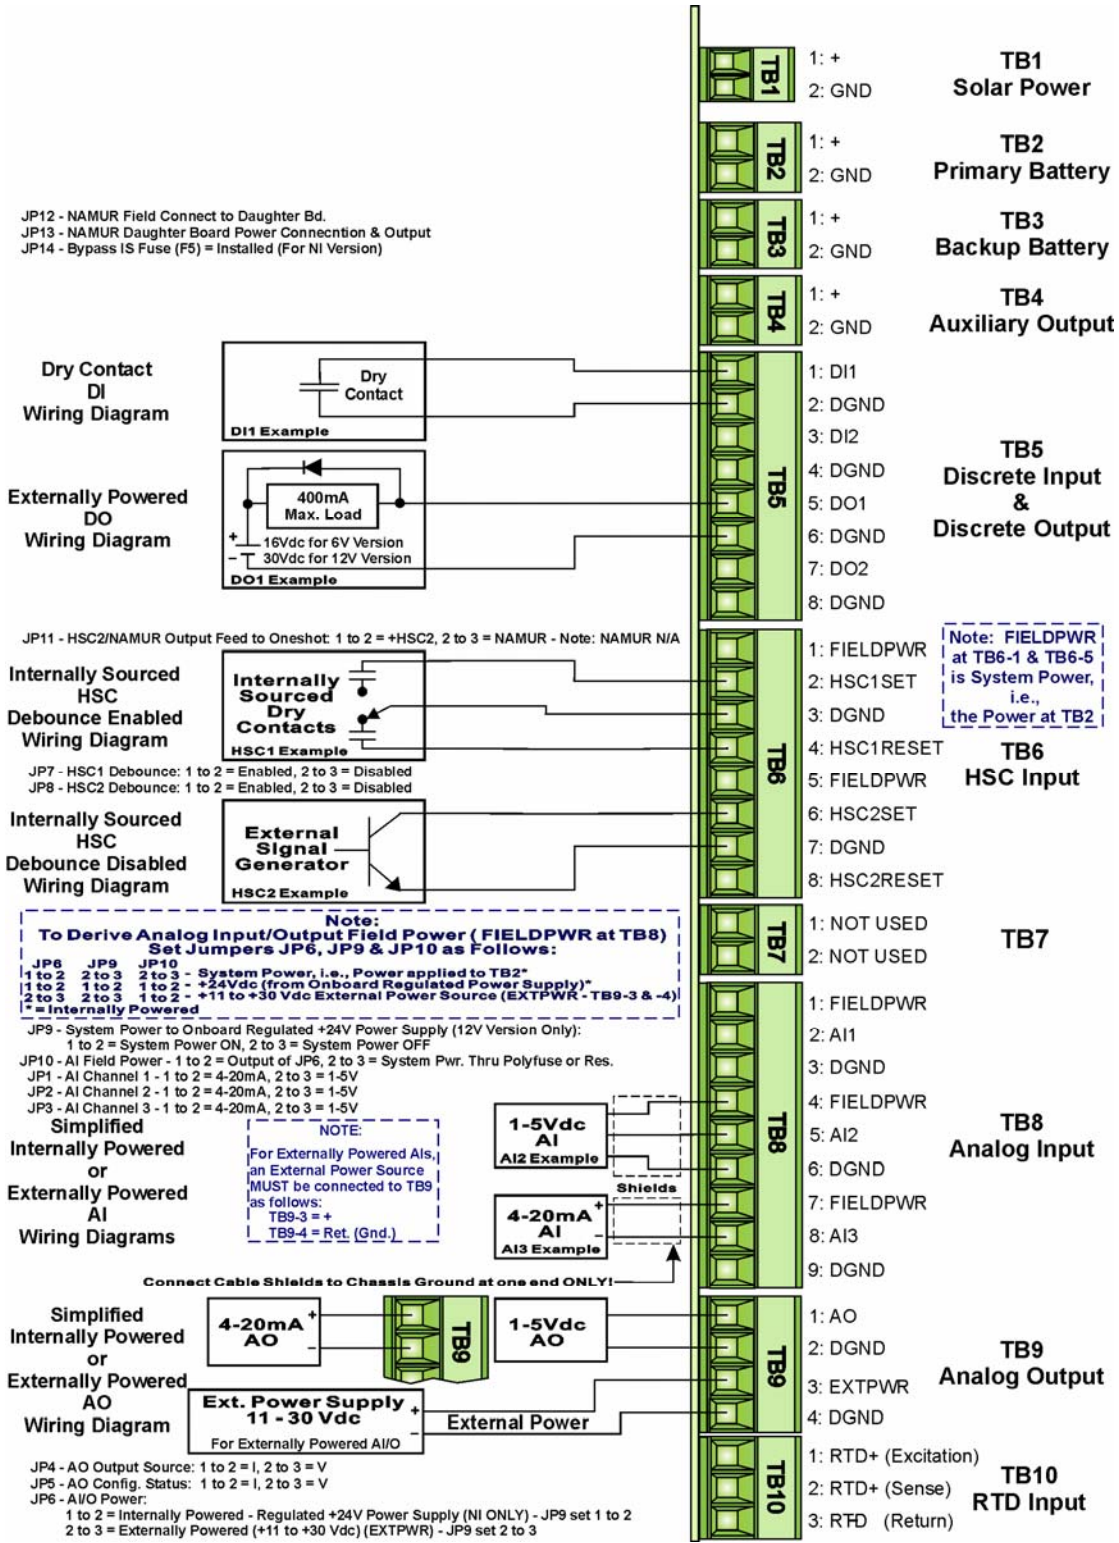 TB1
1: +
2: GND
TB1
Solar Power
TB2
1: +
2: GND
TB2
Primary Battery
JP12 - NAMUR Field Connect to Daughter Bd.
JP13 - NAMUR Daughter Board Power Connecntion & Output
JP14 - Bypass IS Fuse (F5) = Installed (For NI Version)
TB3
1: +
2: GND
TB3
Backup Battery
TB4
1: +
2: GND
TB4
Auxiliary Output
Dry Contact
DI
Wiring Diagram
Dry
Contact
DI1 Example
Externally Powered
DO
Wiring Diagram
400mA
Max. Load
+
16Vdc for 6V Version
−
30Vdc for 12V Version
DO1 Example
TB5
1: DI1
2: DGND
3: DI2
4: DGND
5: DO1
6: DGND
7: DO2
8: DGND
TB5
Discrete Input
&
Discrete Output
JP11 - HSC2/NAMUR Output Feed to Oneshot: 1 to 2 = +HSC2, 2 to 3 = NAMUR - Note: NAMUR N/A
Internally Sourced
HSC
Debounce Enabled
Wiring Diagram
Internally
Sourced
Dry
Contacts
HSC1 Example
JP7 - HSC1 Debounce: 1 to 2 = Enabled, 2 to 3 = Disabled
JP8 - HSC2 Debounce: 1 to 2 = Enabled, 2 to 3 = Disabled
Internally Sourced
HSC
Debounce Disabled
Wiring Diagram
External
Signal
Generator
HSC2 Example
TB6
1: FIELDPWR
2: HSC1SET
3: DGND
4: HSC1RESET
5: FIELDPWR
6: HSC2SET
7: DGND
8: HSC2RESET
Note: FIELDPWR
at TB6-1 & TB6-5
is System Power,
i.e.,
the Power at TB2
TB6
HSC Input
Note:
To Derive Analog Input/Output Field Power ( FIELDPWR at TB8)
Set Jumpers JP6, JP9 & JP10 as Follows:
JP6 JP9 JP10
1 to 2 2 to 3 2 to 3 - System Power, i.e., Power applied to TB2*
1 to 2 1 to 2 1 to 2 - +24Vdc (from Onboard Regulated Power Supply)*
2 to 3 2 to 3 1 to 2 - +11 to +30 Vdc External Power Source (EXTPWR - TB9-3 & -4)
* = Internally Powered
TB7
1: NOT USED
2: NOT USED
TB7
JP9 - System Power to Onboard Regulated +24V Power Supply (12V Version Only):
1 to 2 = System Power ON, 2 to 3 = System Power OFF
JP10 - AI Field Power - 1 to 2 = Output of JP6, 2 to 3 = System Pwr. Thru Polyfuse or Res.
JP1 - AI Channel 1 - 1 to 2 = 4-20mA, 2 to 3 = 1-5V
JP2 - AI Channel 2 - 1 to 2 = 4-20mA, 2 to 3 = 1-5V
JP3 - AI Channel 3 - 1 to 2 = 4-20mA, 2 to 3 = 1-5V
Simplified
Internally Powered
or
Externally Powered
AI
Wiring Diagrams
NOTE:
For Externally Powered AIs,
an External Power Source
MUST be connected to TB9
as follows:
TB9-3 = +
TB9-4 = Ret. (Gnd.)
1-5Vdc
AI
AI2 Example
Shields
4-20mA
+
AI
−
AI3 Example
Connect Cable Shields to Chassis Ground at one end ONLY!
TB8
1: FIELDPWR
2: AI1
3: DGND
4: FIELDPWR
5: AI2
6: DGND
7: FIELDPWR
8: AI3
9: DGND
TB8
Analog Input
Simplified
Internally Powered
or
Externally Powered
AO
Wiring Diagram
4-20mA
AO
+
−
TB9
1-5Vdc
AO
Ext. Power Supply
11 - 30 Vdc
For Externally Powered AI/O
+
−
External Power
TB9
1: AO
2: DGND
3: EXTPWR
4: DGND
TB9
Analog Output
JP4 - AO Output Source: 1 to 2 = I, 2 to 3 = V
JP5 - AO Config. Status: 1 to 2 = I, 2 to 3 = V
JP6 - AI/O Power:
1 to 2 = Internally Powered - Regulated +24V Power Supply (NI ONLY) - JP9 set 1 to 2
2 to 3 = Externally Powered (+11 to +30 Vdc) (EXTPWR) - JP9 set 2 to 3
TB10
1: RTD+ (Excitation)
2: RTD+ (Sense)
3: RTD- (Return)
TB10
RTD Input